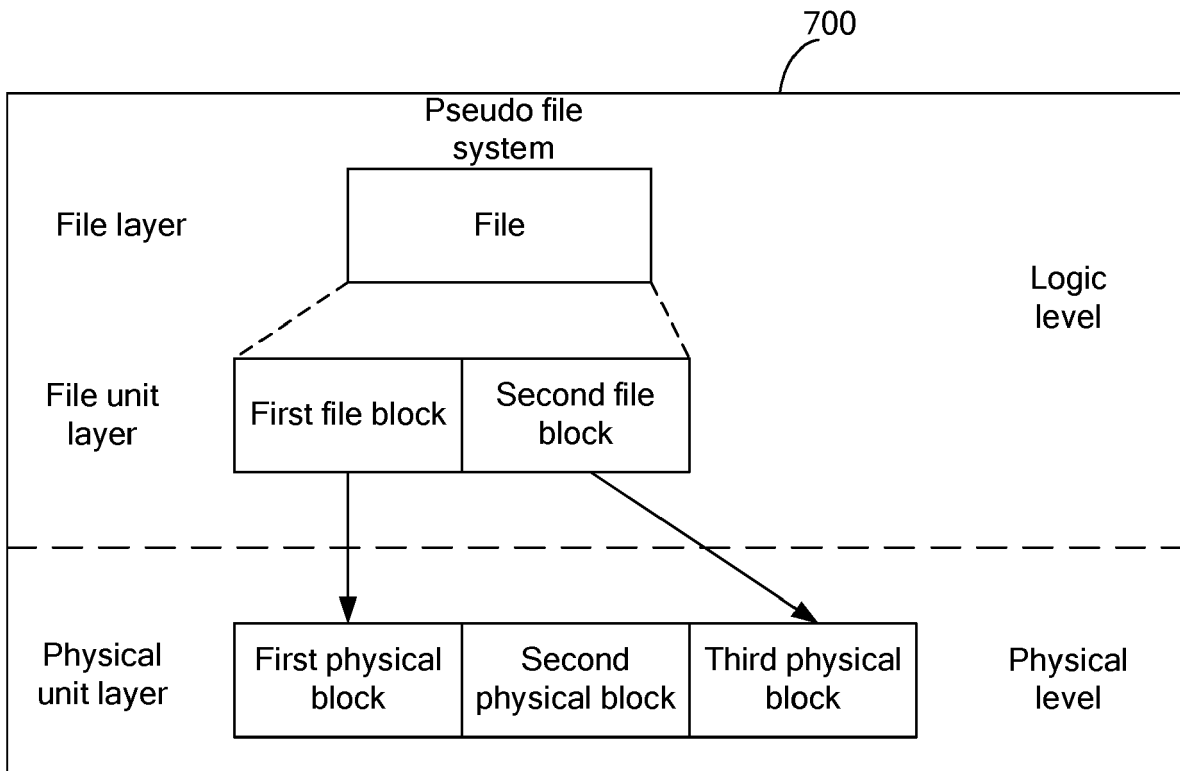 700
Pseudo file
system
File layer
File
Logic
level
File unit
layer
First file block
Second file
block
Physical
unit layer
First physical
block
Second
physical block
Third physical
block
Physical
level